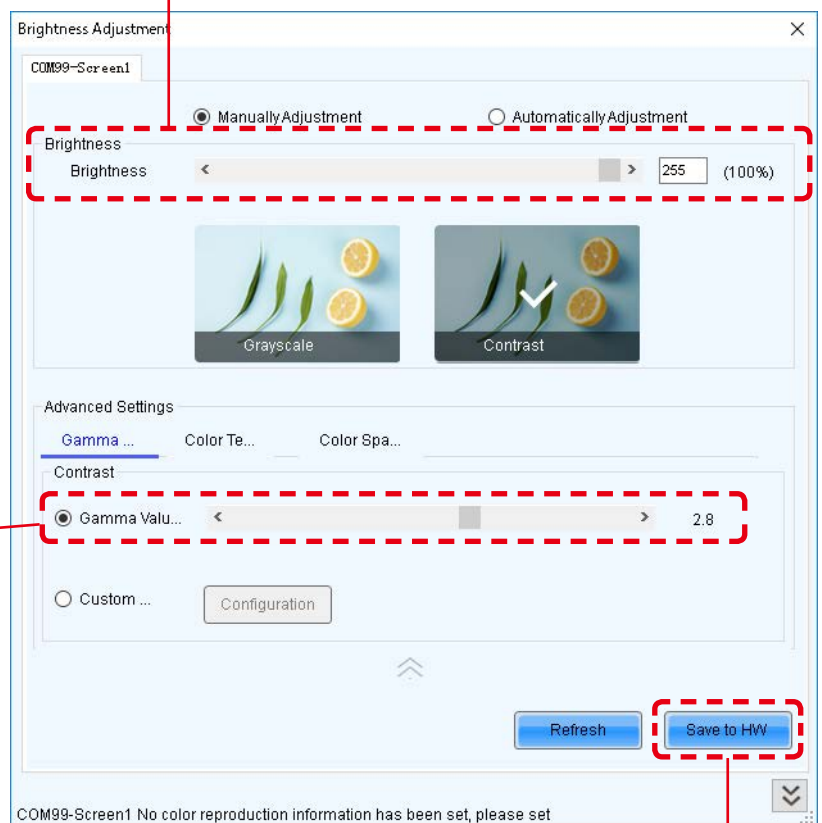 Brightness Adjustment
COM99-Screen1
Manually Adjustment Automatically Adjustment
Brightness
Brightness 255 (100%)
Grayscale Contrast
Advanced Settings
Gamma ... Color Te... Color Spa...
Contrast
Gamma Valu... 2.8
Custom ... Configuration
Refresh Save to HW
COM99-Screen1 No color reproduction information has been set, please set